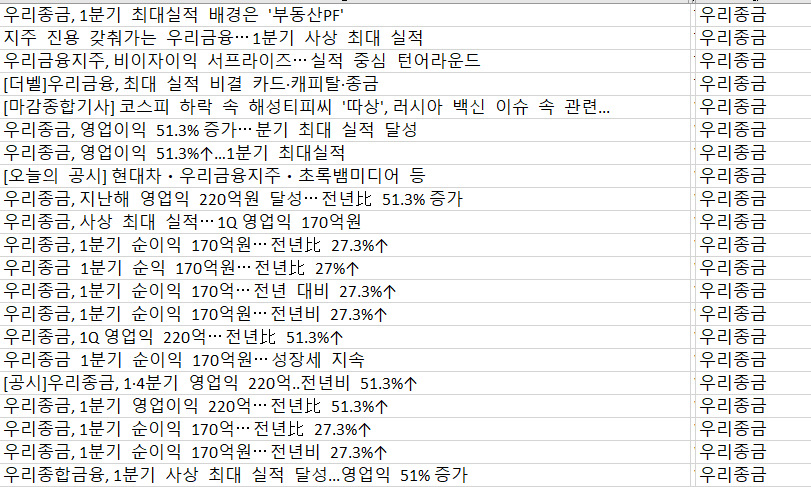 우리종금, 1분기 최대실적 배경은 '부동산PF' 우리종금
지주 진용 갖춰가는 우리금융…1분기 사상 최대 실적 우리종금
우리금융지주, 비이자이익 서프라이즈…실적 중심 턴어라운드 우리종금
[더벨]우리금융, 최대 실적 비결 카드·캐피탈·종금 우리종금
[마감종합기사] 코스피 하락 속 해성티피씨 '따상', 러시아 백신 이슈 속 관련... 우리종금
우리종금, 영업이익 51.3% 증가…분기 최대 실적 달성 우리종금
우리종금, 영업이익 51.3%↑...1분기 최대실적 우리종금
[오늘의 공시] 현대차·우리금융지주·초록뱀미디어 등 우리종금
우리종금, 지난해 영업익 220억원 달성…전년比 51.3% 증가 우리종금
우리종금, 사상 최대 실적…1Q 영업익 170억원 우리종금
우리종금, 1분기 순이익 170억원…전년比 27.3%↑ 우리종금
우리종금 1분기 순익 170억원…전년比 27%↑ 우리종금
우리종금, 1분기 순이익 170억…전년 대비 27.3%↑ 우리종금
우리종금, 1분기 순이익 170억원…전년비 27.3%↑ 우리종금
우리종금, 1Q 영업익 220억…전년比 51.3%↑ 우리종금
우리종금 1분기 순이익 170억원…성장세 지속 우리종금
[공시]우리종금, 1·4분기 영업익 220억..전년비 51.3%↑ 우리종금
우리종금, 1분기 영업이익 220억…전년比 51.3%↑ 우리종금
우리종금, 1분기 순이익 170억…전년比 27.3%↑ 우리종금
우리종금, 1분기 순이익 170억원…전년비 27.3%↑ 우리종금
우리종합금융, 1분기 사상 최대 실적 달성...영업익 51% 증가 우리종금